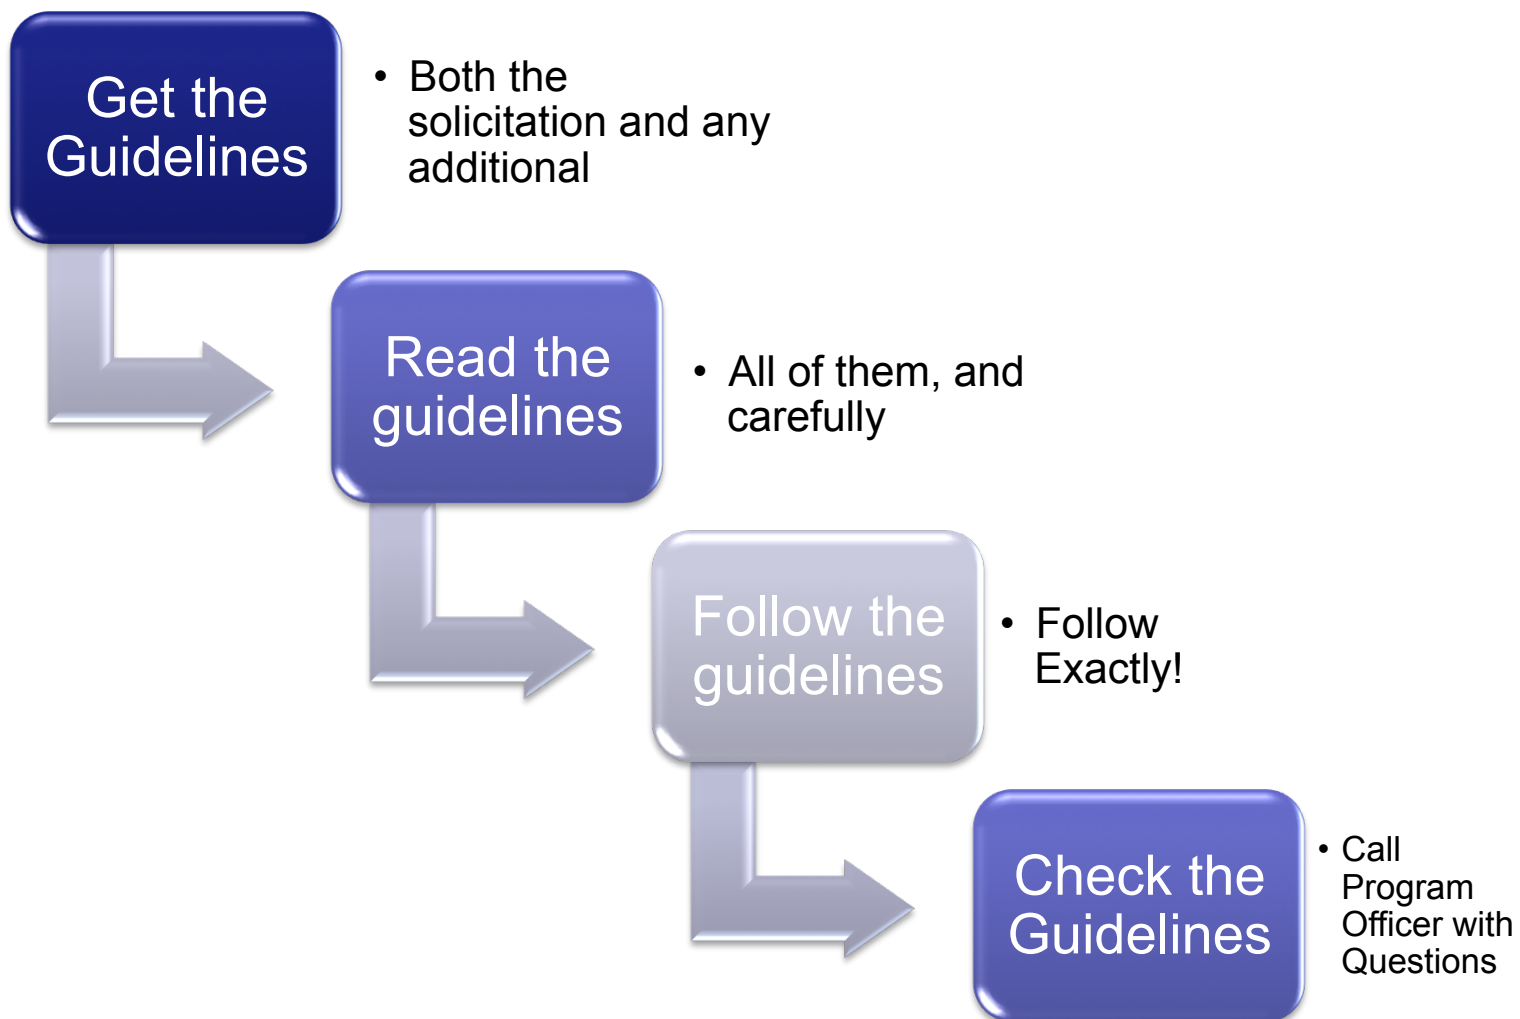 Get the
Guidelines
• Both the
solicitation and any
additional
Read the
guidelines
• All of them, and
carefully
Follow the
guidelines
• Follow
Exactly!
Check the
Guidelines
• Call
Program
Officer with
Questions